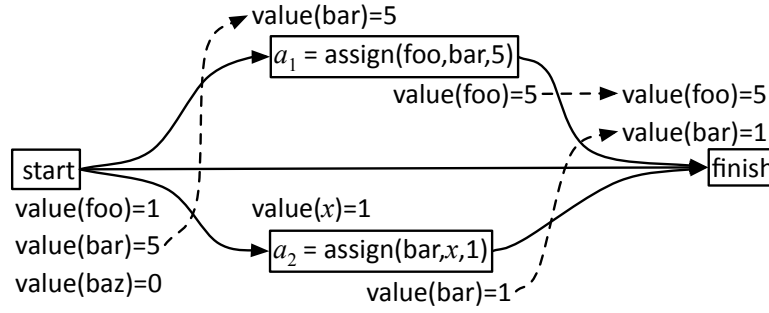 value(bar)=5
a1 = assign(foo,bar,5)
value(foo)=5
value(foo)=5
value(bar)=1
start
finish
value(foo)=1
value(x)=1
value(bar)=5
a2 = assign(bar,x,1)
value(baz)=0
value(bar)=1